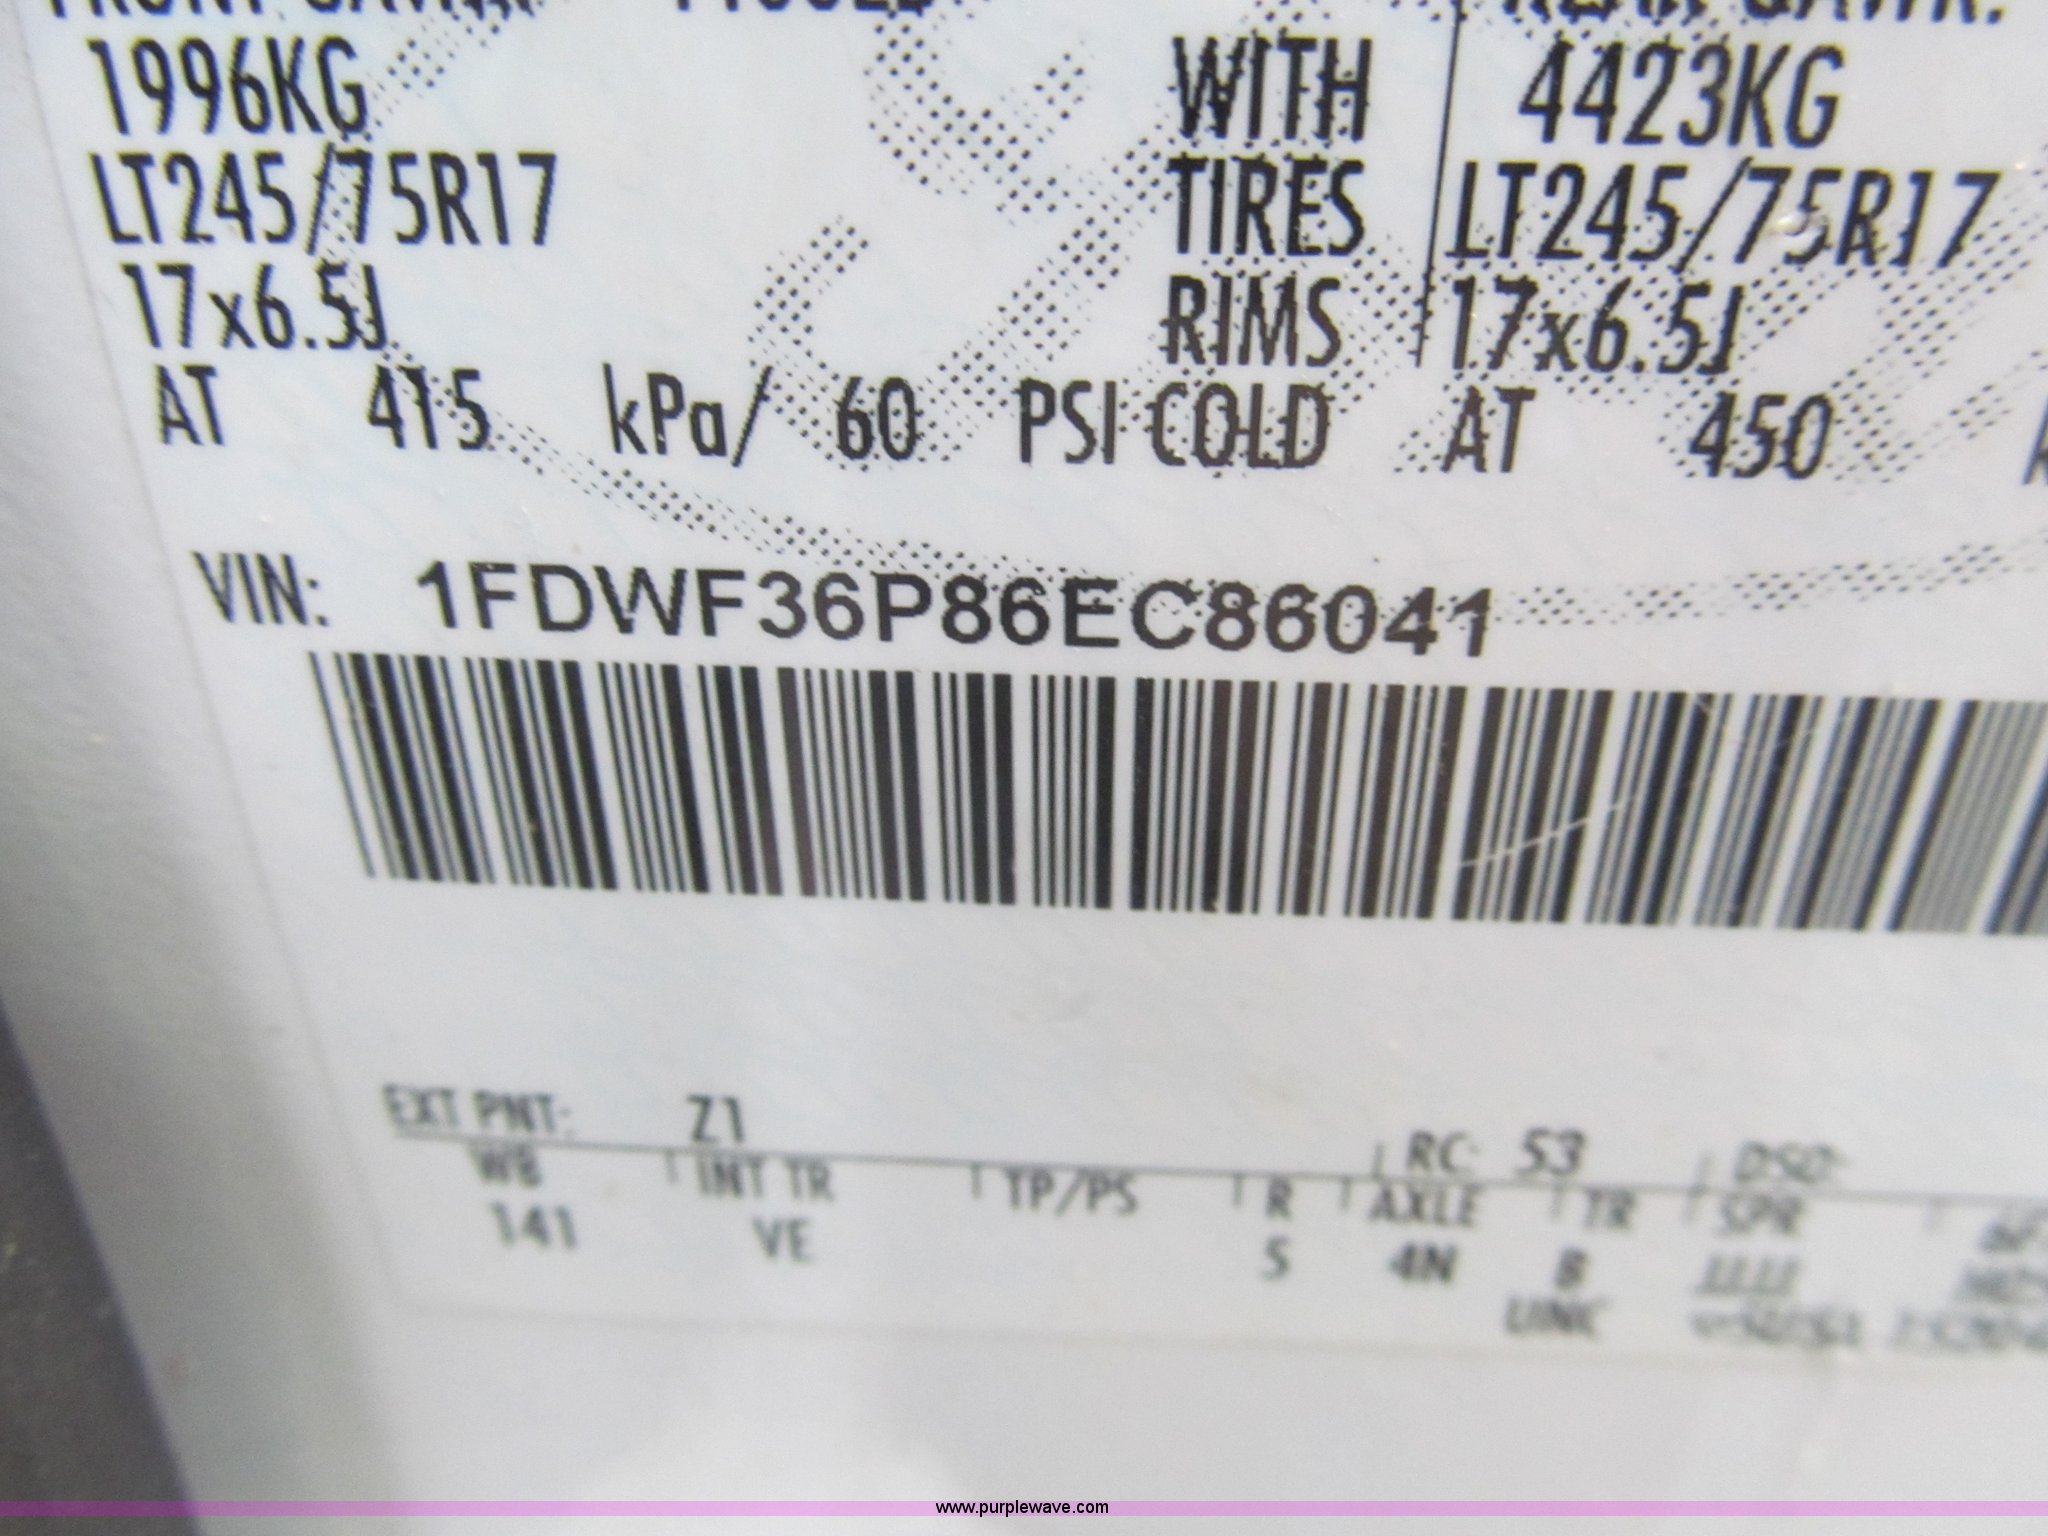 1996KG WITH 4423KG
LT245/75R17 TIRES LT245/75R17
17x6.5J RIMS 17x6.5J
AT 415 kPa/ 60 PSI COLD AT 450
VIN: 1FDWF36P86EC86041
EXT PNT: Z1 RC: 53 DSO:
WB INT TR TP/PS R AXLE TR SPR
141 VE 5 4N B
www.purplewave.com